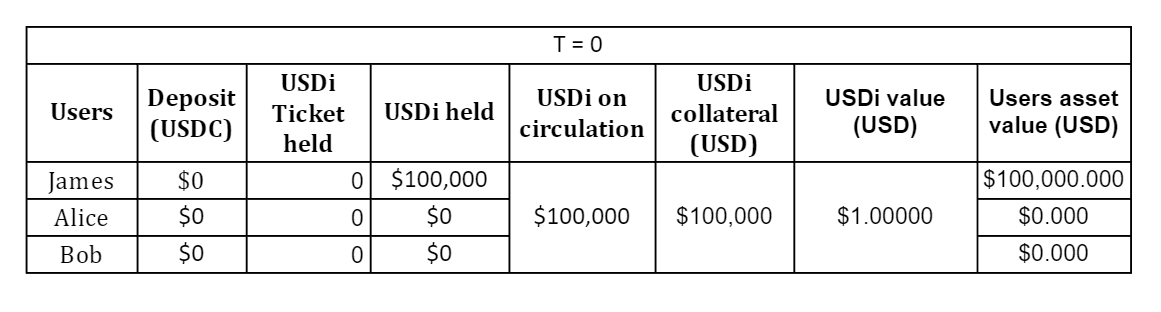 T = 0
Users Deposit (USDC) USDi Ticket held USDi held USDi on circulation USDi collateral (USD) USDi value (USD) Users asset value (USD)
James $0 0 $100,000 $100,000 $100,000 $1.00000 $100,000.000
Alice $0 0 $0 $0.000
Bob $0 0 $0 $0.000